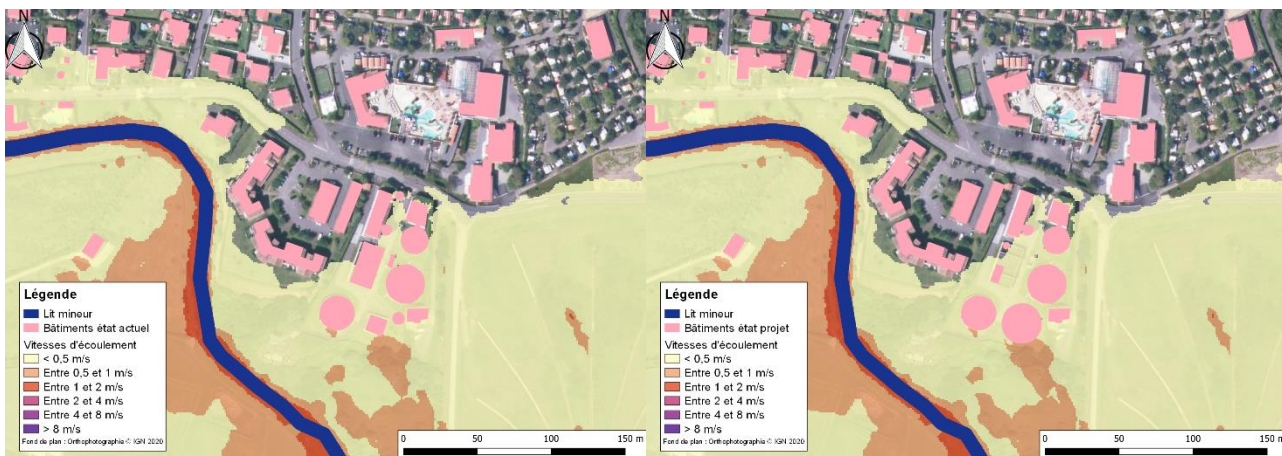 N
Légende
Lit mineur
Bâtiments état actuel
Vitesses d'écoulement
< 0,5 m/s
Entre 0,5 et 1 m/s
Entre 1 et 2 m/s
Entre 2 et 4 m/s
Entre 4 et 8 m/s
> 8 m/s
Fond de plan : Orthophotographie © IGN 2020
0 50 100 150 m
N
Légende
Lit mineur
Bâtiments état projet
Vitesses d'écoulement
< 0,5 m/s
Entre 0,5 et 1 m/s
Entre 1 et 2 m/s
Entre 2 et 4 m/s
Entre 4 et 8 m/s
> 8 m/s
Fond de plan : Orthophotographie © IGN 2020
0 50 100 150 m